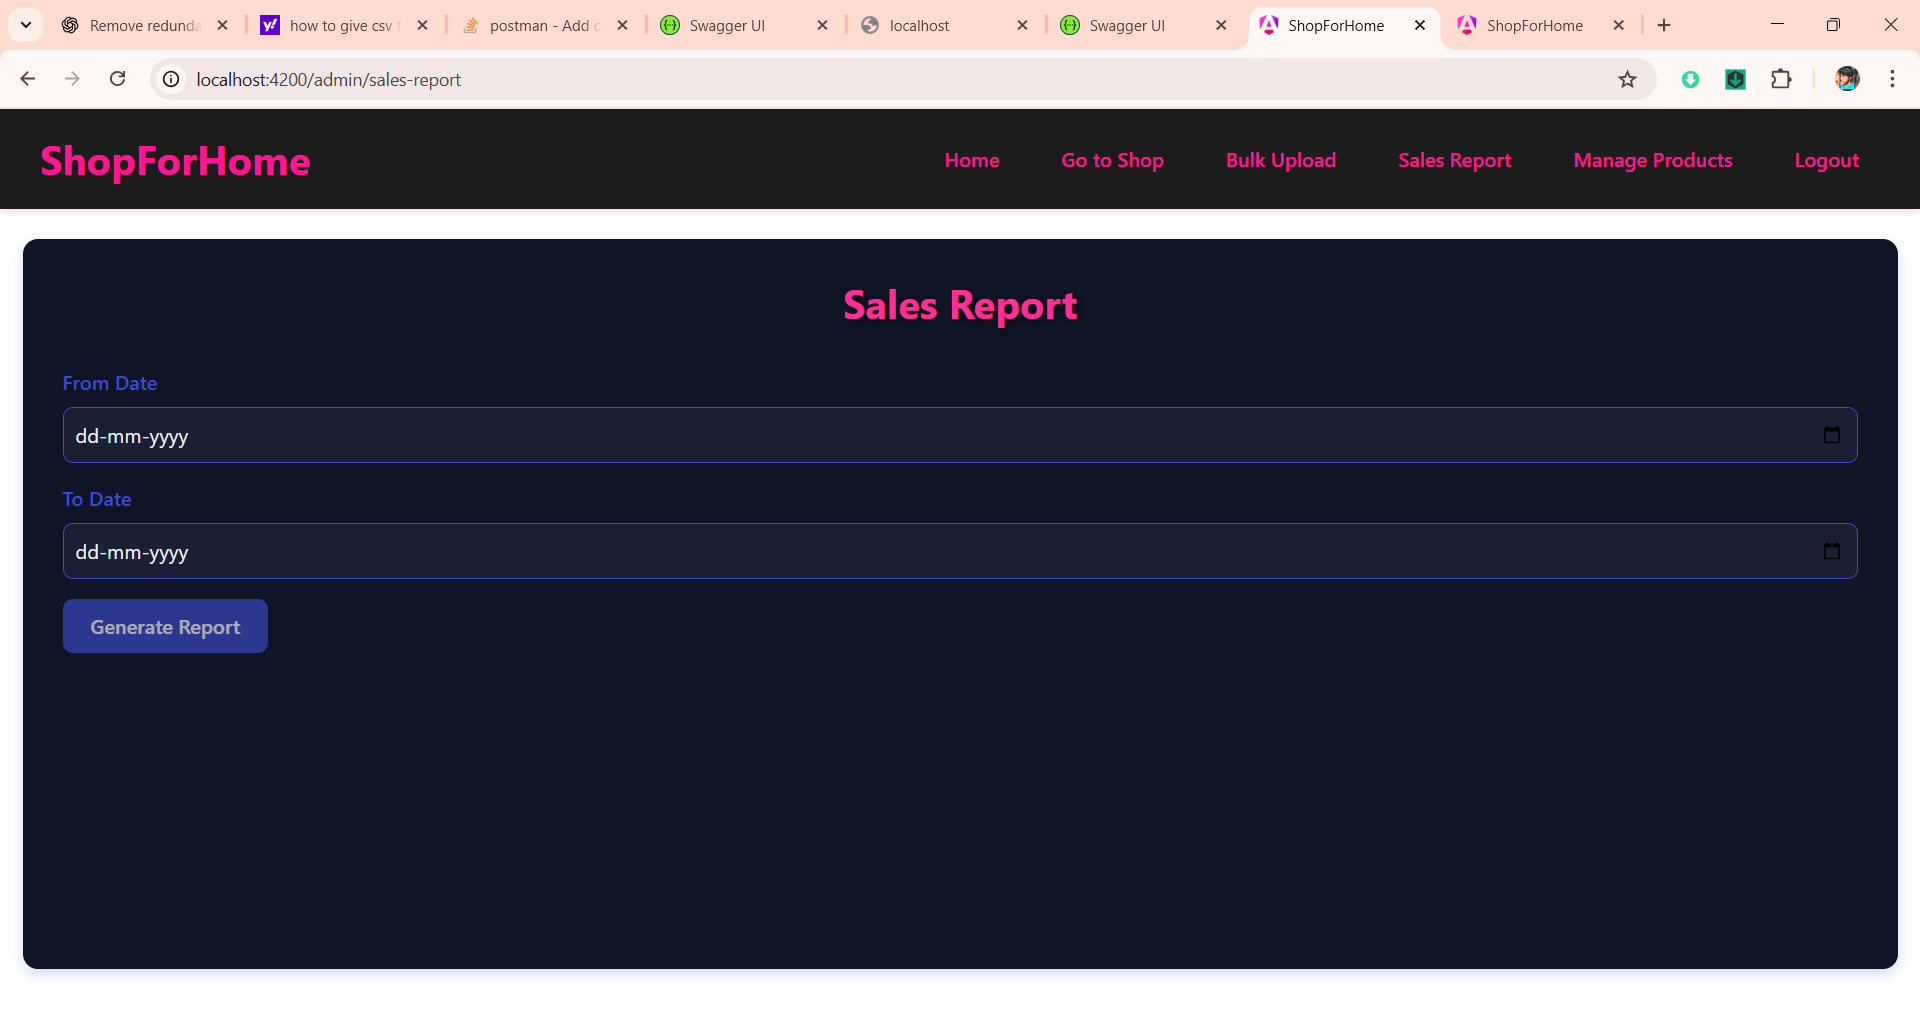 Remove redunda
how to give csv f
postman - Add c
Swagger UI
localhost
Swagger UI
ShopForHome
ShopForHome
localhost:4200/admin/sales-report
ShopForHome
Home
Go to Shop
Bulk Upload
Sales Report
Manage Products
Logout
Sales Report
From Date
dd-mm-yyyy
To Date
dd-mm-yyyy
Generate Report